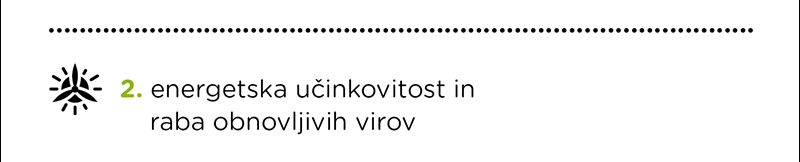 2. energetska učinkovitost in
raba obnovljivih virov